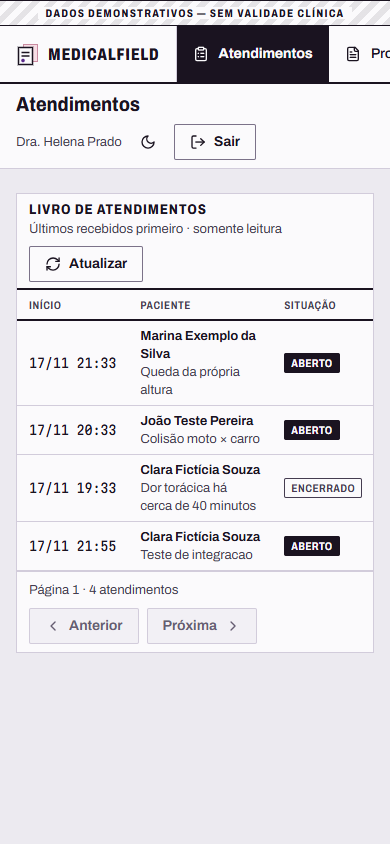 DADOS DEMONSTRATIVOS — SEM VALIDADE CLÍNICA
MEDICALFIELD
Atendimentos
Pro
Atendimentos
Dra. Helena Prado
Sair
LIVRO DE ATENDIMENTOS
Últimos recebidos primeiro · somente leitura
Atualizar
INÍCIO PACIENTE SITUAÇÃO
17/11 21:33
Marina Exemplo da
Silva
Queda da própria
altura
ABERTO
17/11 20:33
João Teste Pereira
Colisão moto × carro
ABERTO
17/11 19:33
Clara Fictícia Souza
Dor torácica há
cerca de 40 minutos
ENCERRADO
17/11 21:55
Clara Fictícia Souza
Teste de integracao
ABERTO
Página 1 · 4 atendimentos
Anterior
Próxima